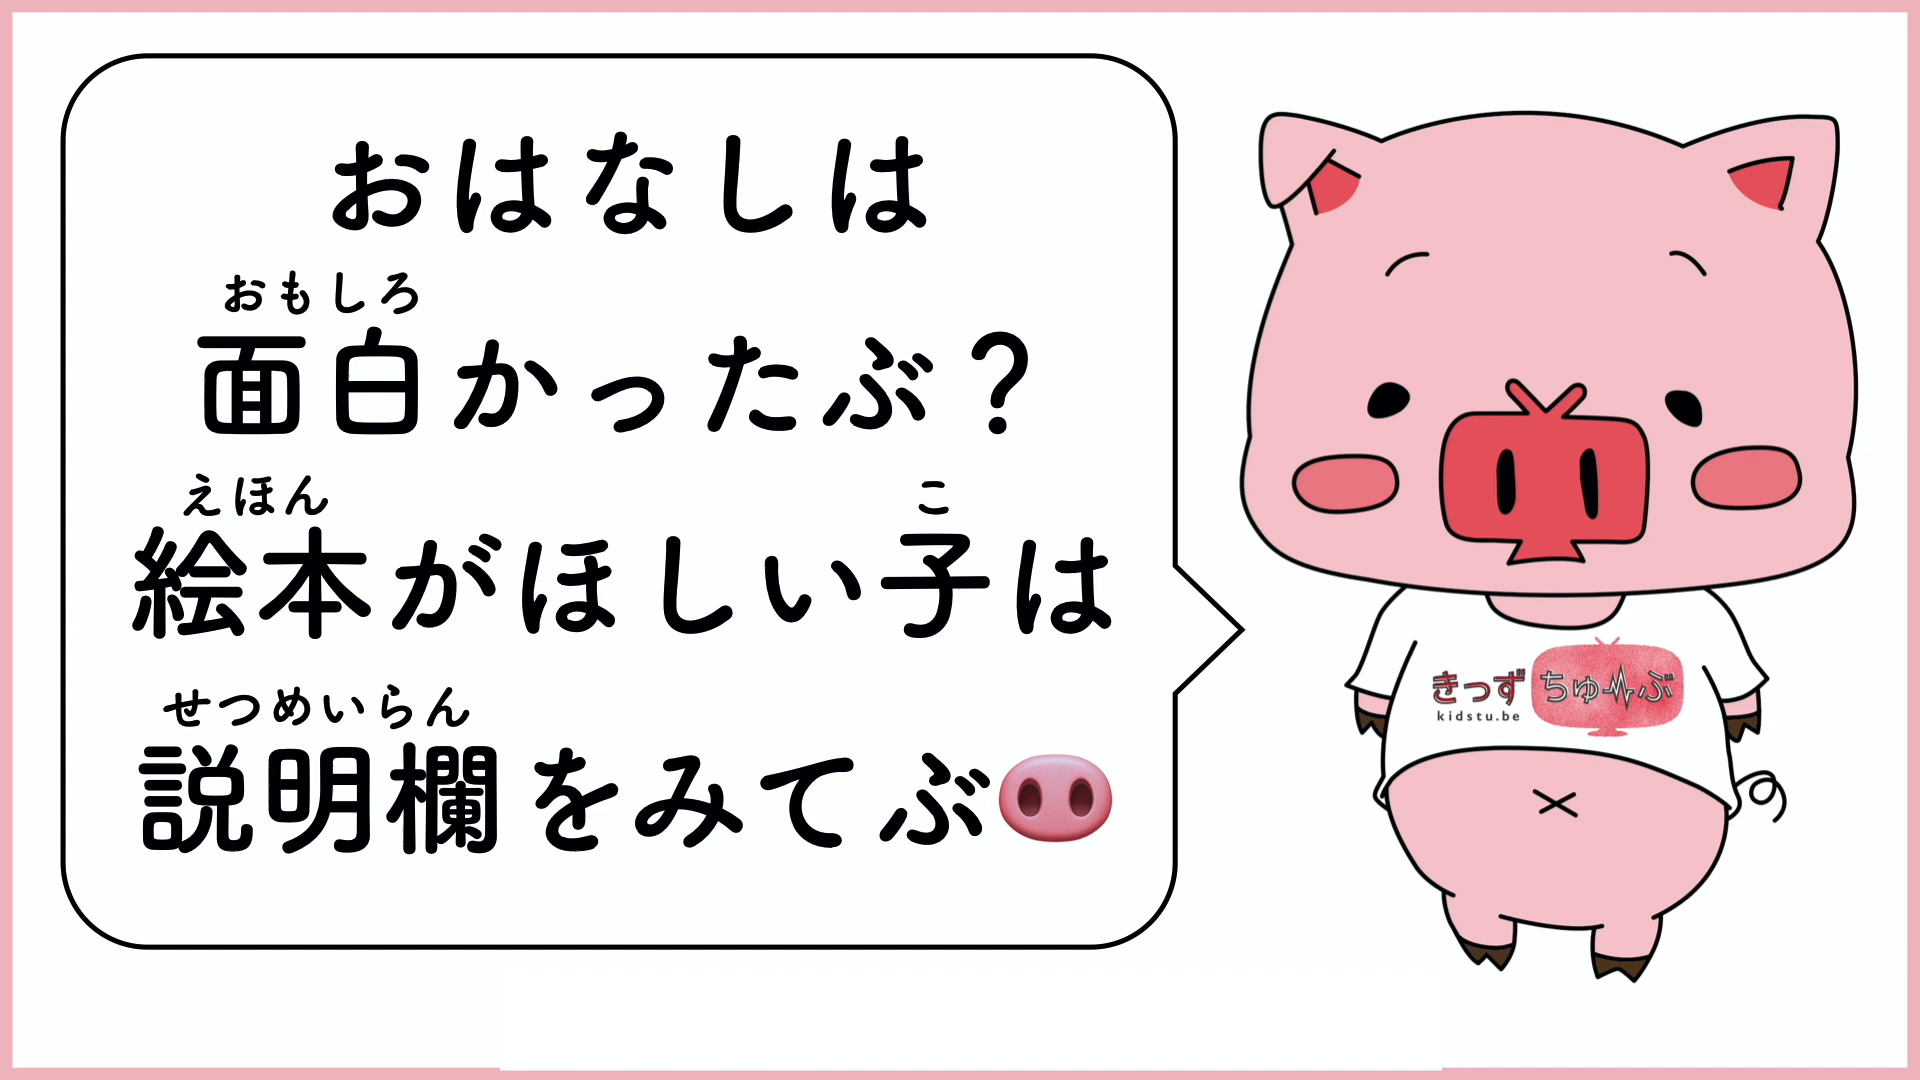 おはなしは
おもしろ
面白かったぶ？
えほん こ
絵本がほしい子は
せつめいらん
説明欄をみてぶ🐽
きっずちゅーぶ
kidstu.be